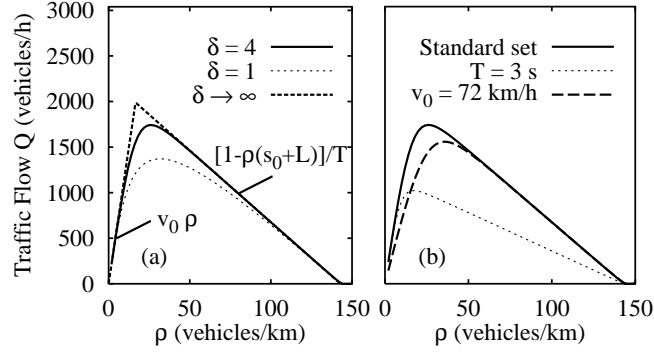 Traffic Flow Q (vehicles/h)
3000
2500
2000
1500
1000
500
0
δ = 4
δ = 1
δ → ∞
[1-ρ(s0+L)]/T
v0 ρ
(a)
0 50 100 150
ρ (vehicles/km)
Standard set
T = 3 s
v0 = 72 km/h
(b)
0 50 100 150
ρ (vehicles/km)